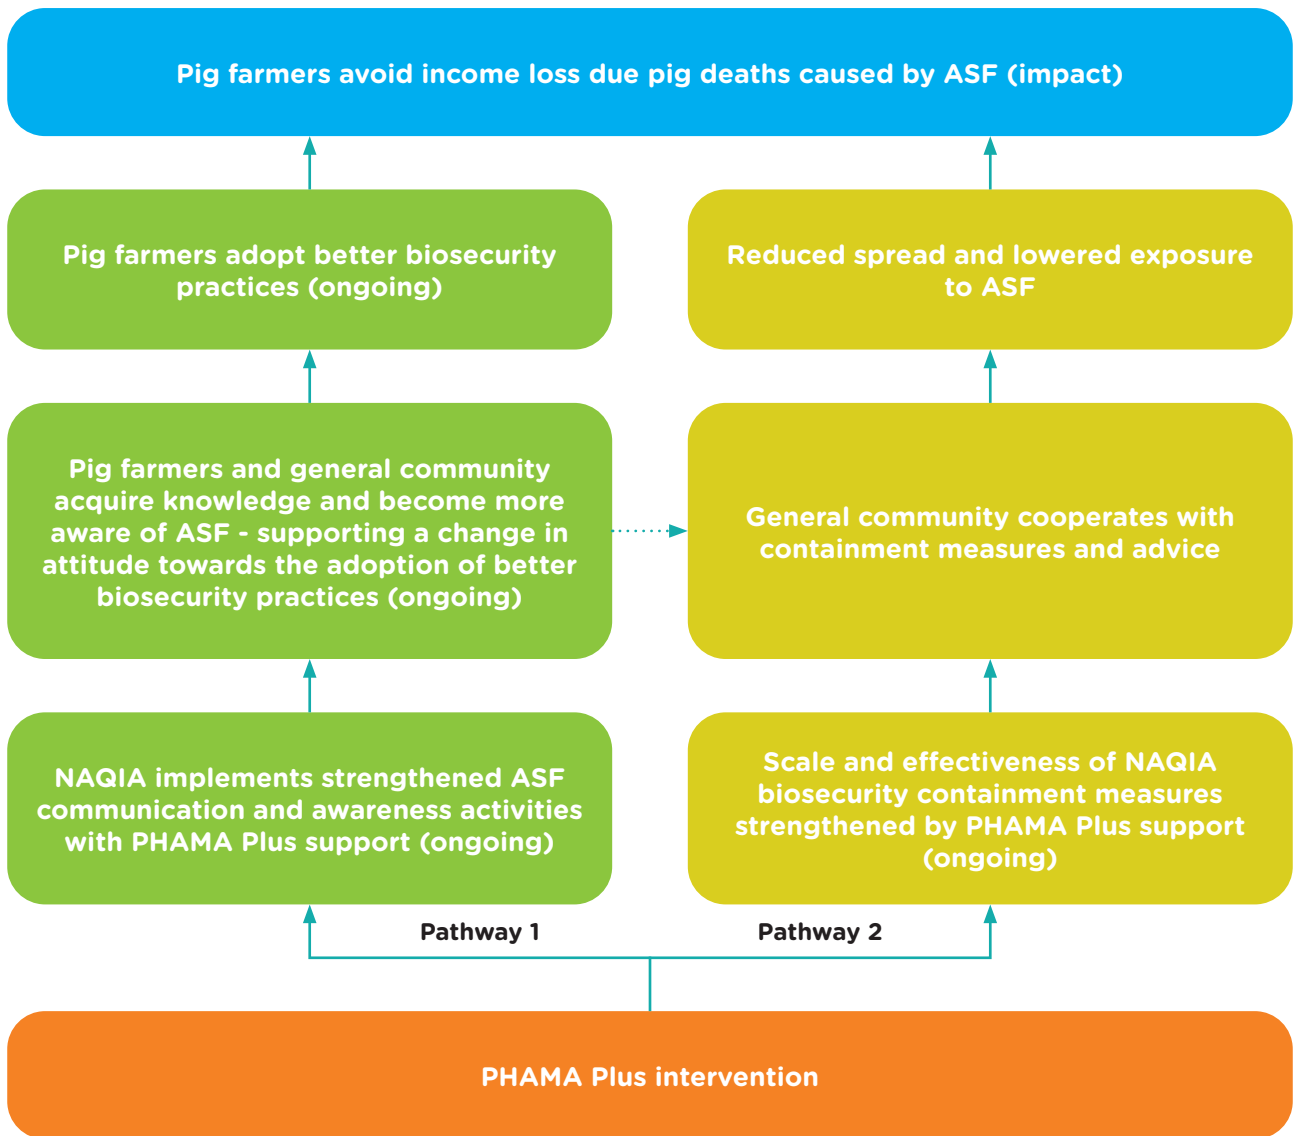 Pig farmers avoid income loss due pig deaths caused by ASF (impact)
Pig farmers adopt better biosecurity
practices (ongoing)
Reduced spread and lowered exposure
to ASF
Pig farmers and general community
acquire knowledge and become more
aware of ASF - supporting a change in
attitude towards the adoption of better
biosecurity practices (ongoing)
General community cooperates with
containment measures and advice
NAQIA implements strengthened ASF
communication and awareness activities
with PHAMA Plus support (ongoing)
Scale and effectiveness of NAQIA
biosecurity containment measures
strengthened by PHAMA Plus support
(ongoing)
Pathway 1
Pathway 2
PHAMA Plus intervention